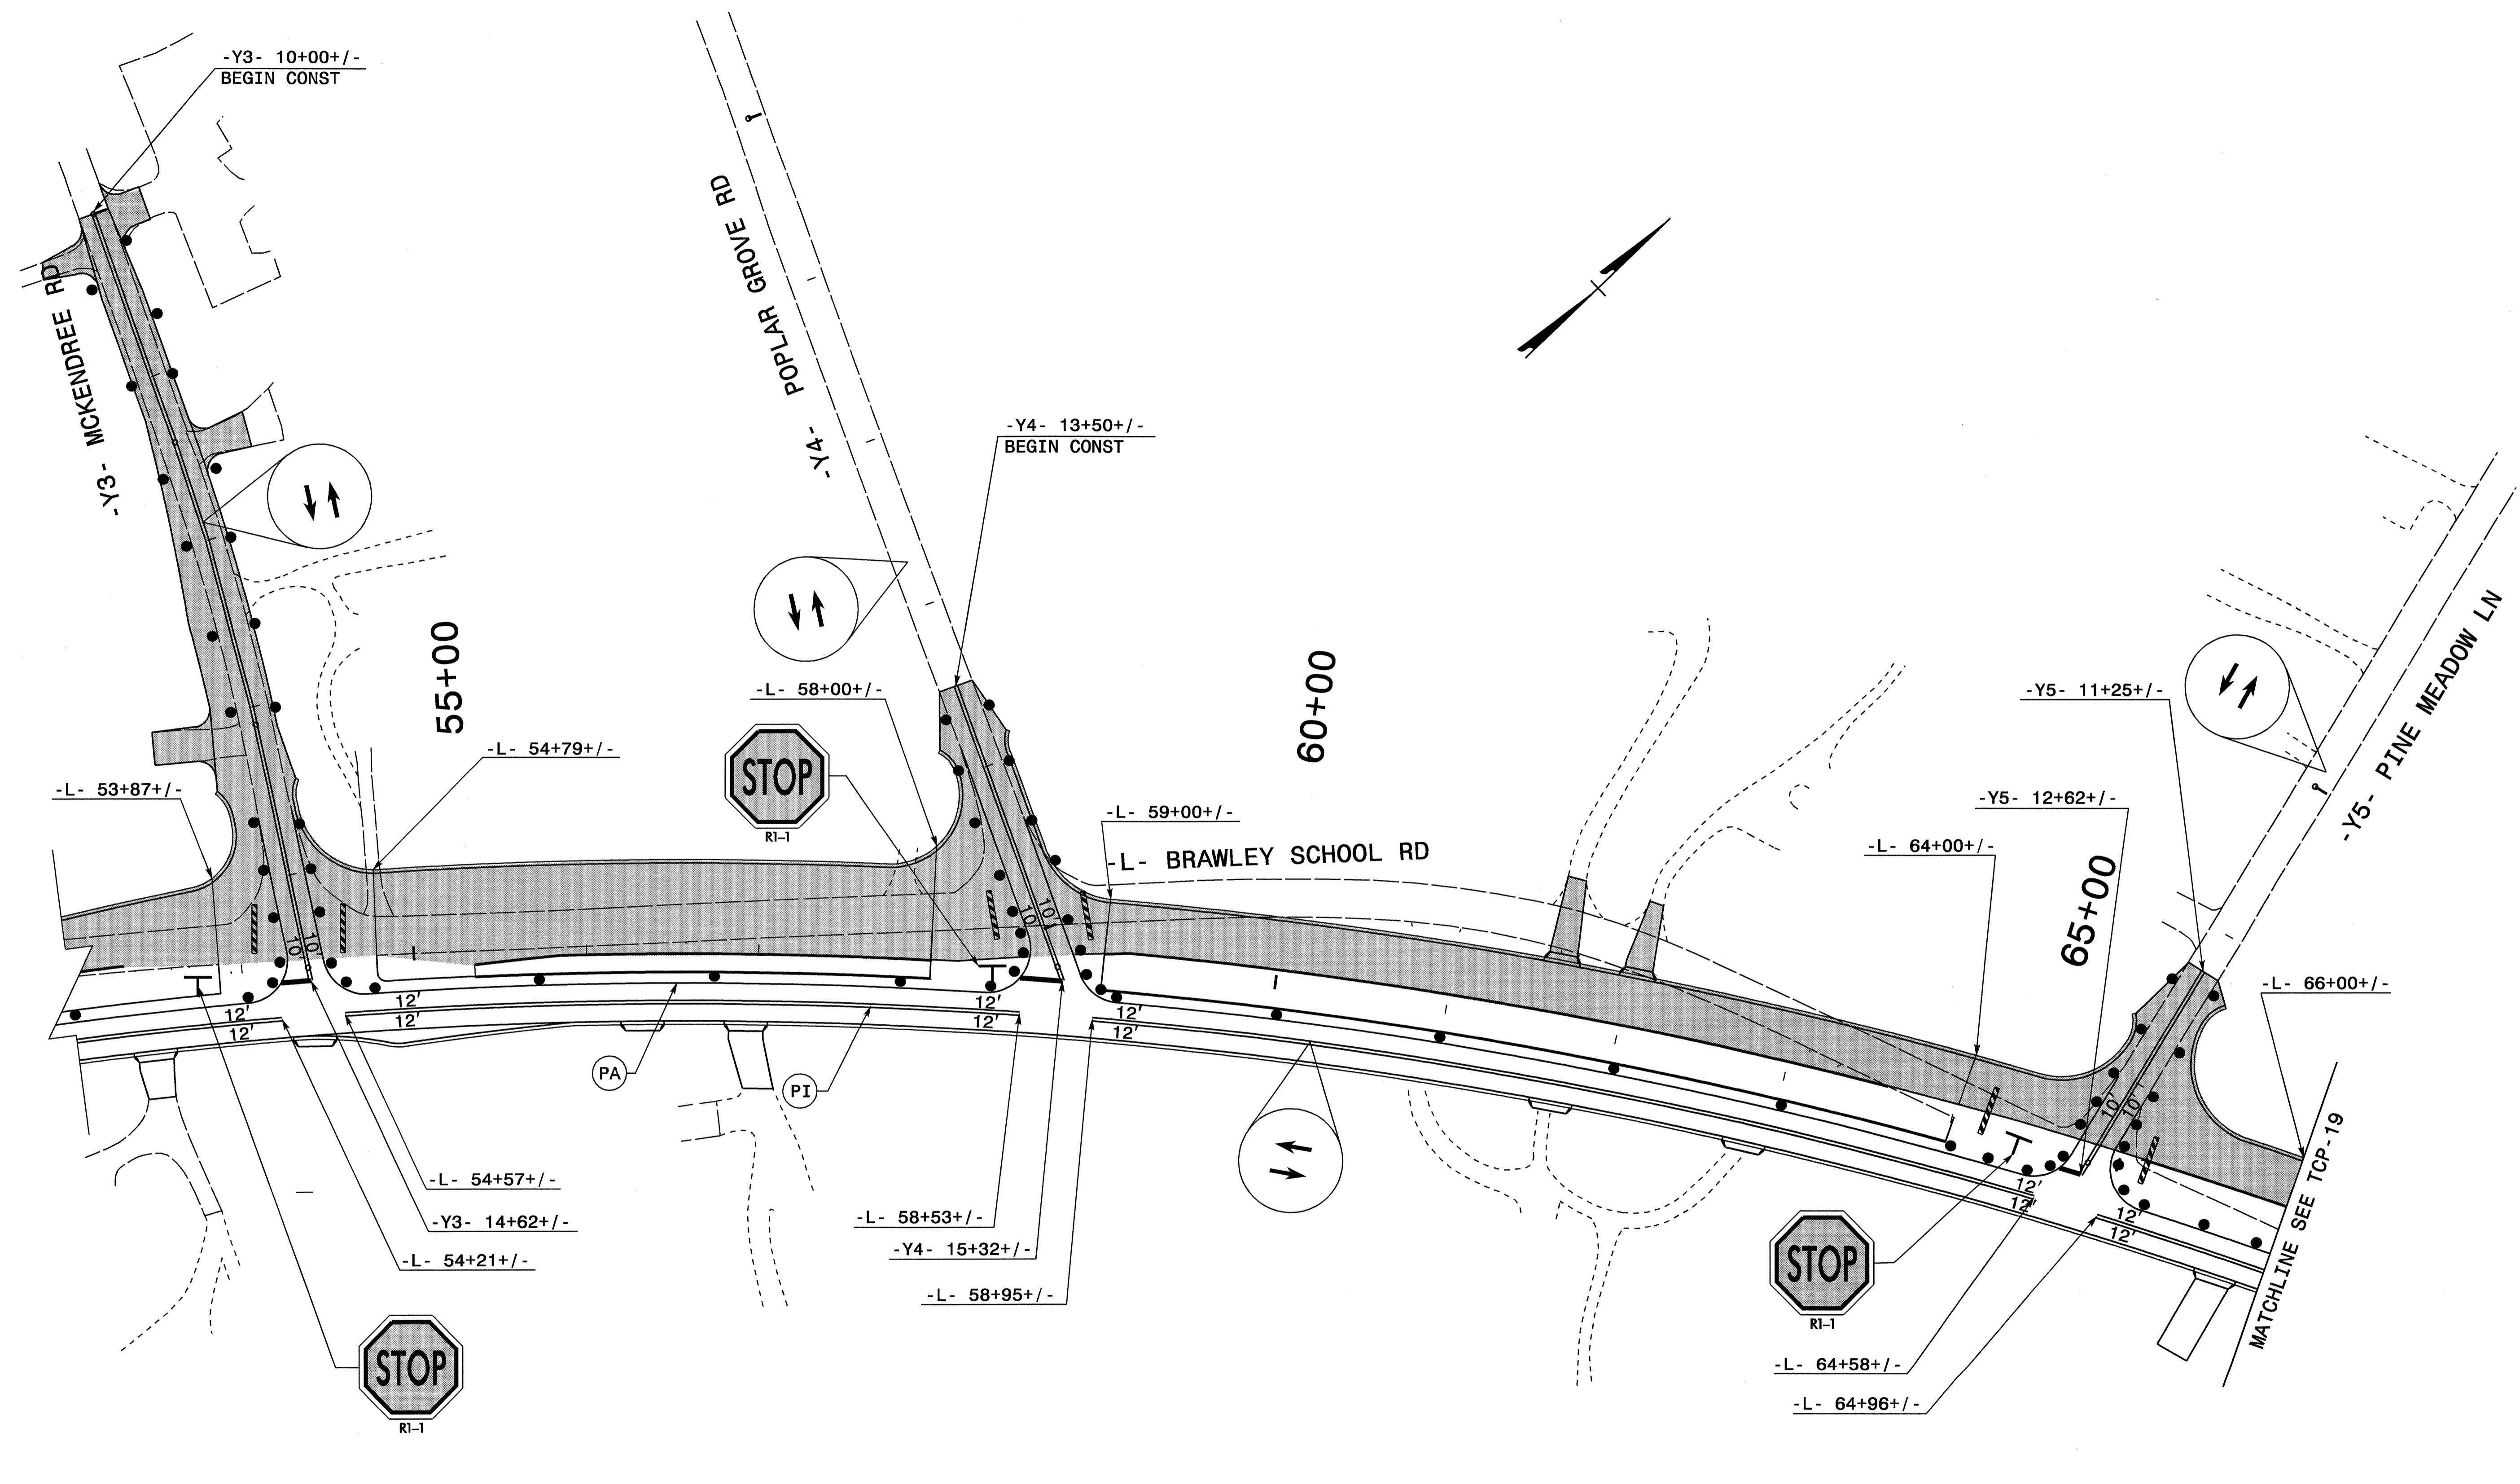 -Y3- 10+00+/-
BEGIN CONST
-Y3- MCKENDREE RD
-Y4- POPLAR GROVE RD
-Y4- 13+50+/-
BEGIN CONST
55+00
-L- 58+00+/-
STOP
R1-1
-L- 54+79+/-
-L- 53+87+/-
60+00
-L- 59+00+/-
-L- BRAWLEY SCHOOL RD
-Y5- 11+25+/-
-Y5- PINE MEADOW LN
-Y5- 12+62+/-
-L- 64+00+/-
65+00
-L- 66+00+/-
10'
10'
10'
10'
10'
10'
12'
12'
12'
12'
12'
12'
12'
12'
12'
12'
12'
12'
PA
PI
-L- 54+57+/-
-Y3- 14+62+/-
-L- 54+21+/-
STOP
R1-1
-L- 58+53+/-
-Y4- 15+32+/-
-L- 58+95+/-
STOP
R1-1
-L- 64+58+/-
-L- 64+96+/-
MATCHLINE SEE TCP-19